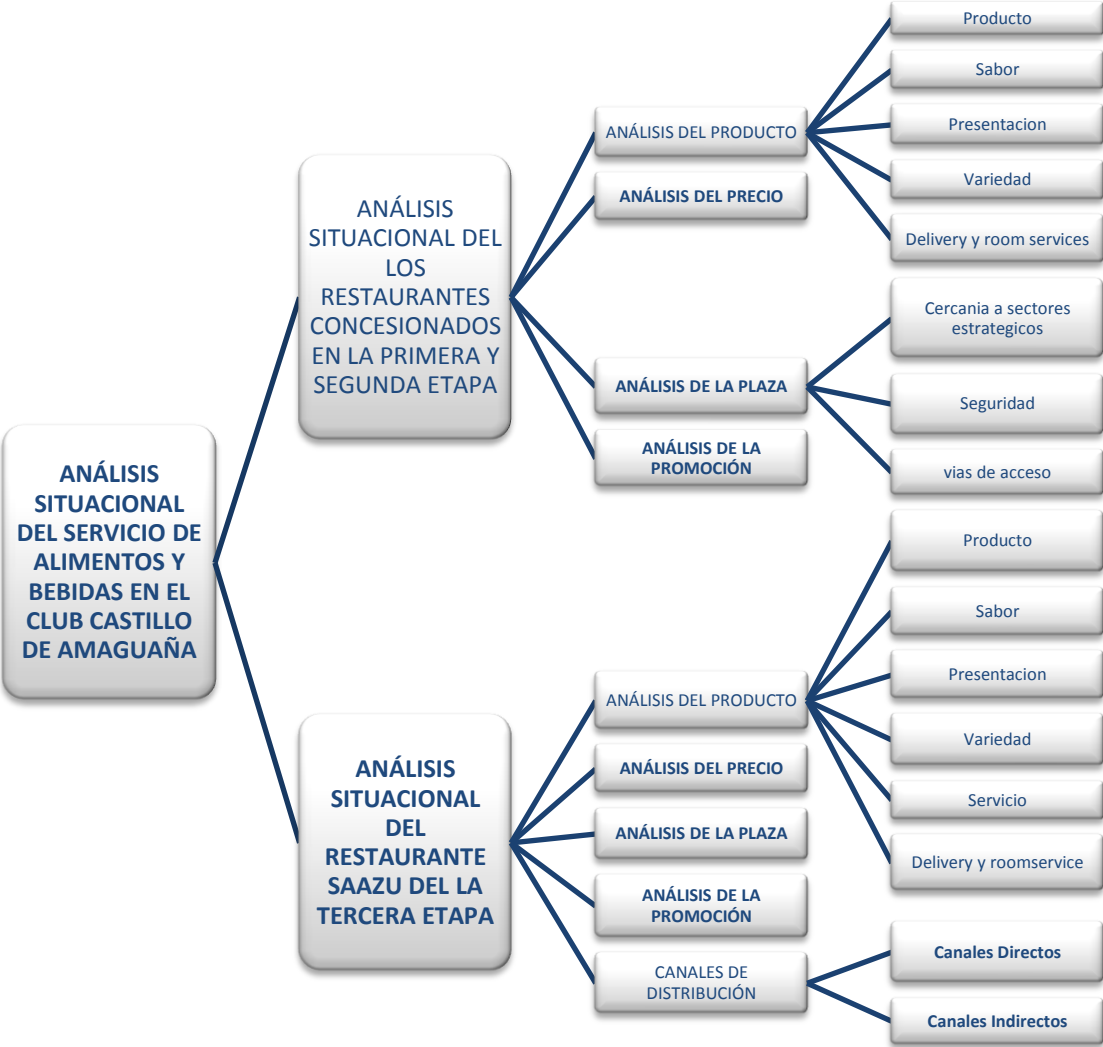 ANÁLISIS
SITUACIONAL
DEL SERVICIO DE
ALIMENTOS Y
BEBIDAS EN EL
CLUB CASTILLO
DE AMAGUAÑA
ANÁLISIS
SITUACIONAL DEL
LOS
RESTAURANTES
CONCESIONADOS
EN LA PRIMERA Y
SEGUNDA ETAPA
ANÁLISIS DEL PRODUCTO
Producto
Sabor
Presentacion
Variedad
Delivery y room services
ANÁLISIS DEL PRECIO
ANÁLISIS DE LA PLAZA
Cercania a sectores
estrategicos
Seguridad
vias de acceso
ANÁLISIS DE LA
PROMOCIÓN
ANÁLISIS
SITUACIONAL
DEL
RESTAURANTE
SAAZU DEL LA
TERCERA ETAPA
ANÁLISIS DEL PRODUCTO
Producto
Sabor
Presentacion
Variedad
Servicio
Delivery y roomservice
ANÁLISIS DEL PRECIO
ANÁLISIS DE LA PLAZA
ANÁLISIS DE LA
PROMOCIÓN
CANALES DE
DISTRIBUCIÓN
Canales Directos
Canales Indirectos